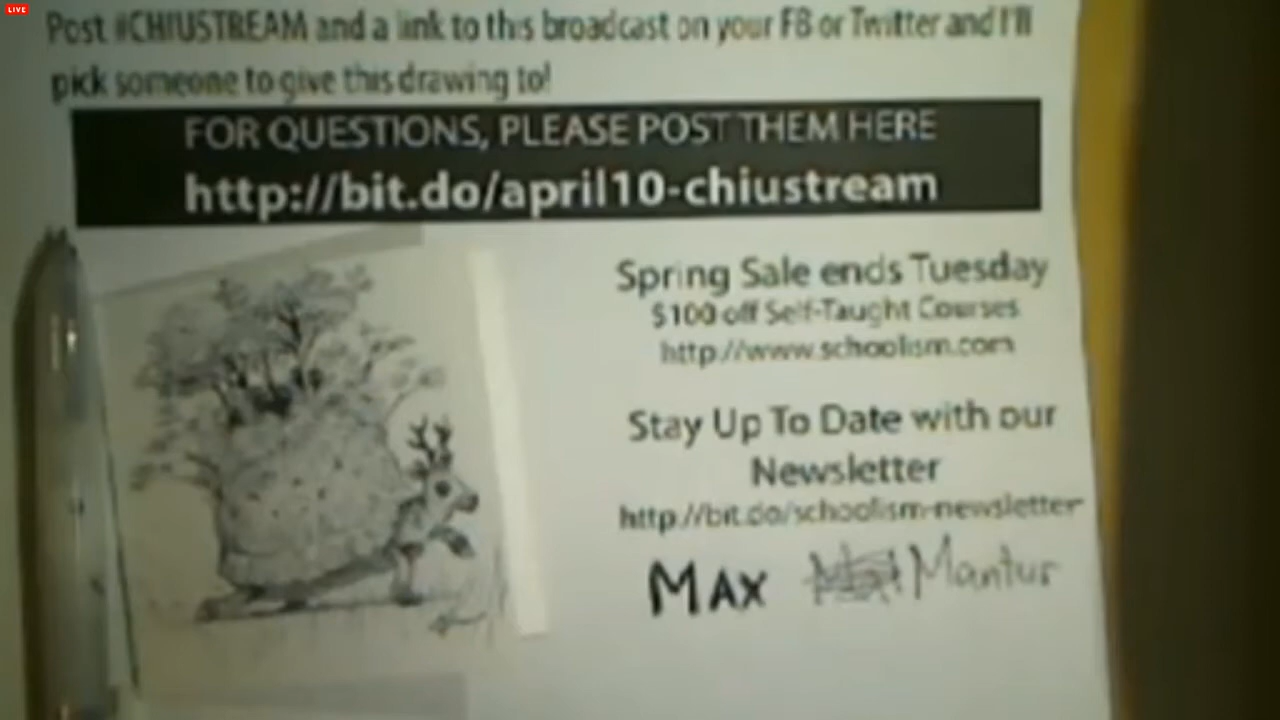 LIVE
Post #CHIUSTREAM and a link to this broadcast on your FB or Twitter and I'll
pick someone to give this drawing to!
FOR QUESTIONS, PLEASE POST THEM HERE
http://bit.do/april10-chiustream
Spring Sale ends Tuesday
$100 off Self-Taught Courses
http://www.schoolism.com
Stay Up To Date with our
Newsletter
http://bit.do/schoolism-newsletter
MAX Mantus